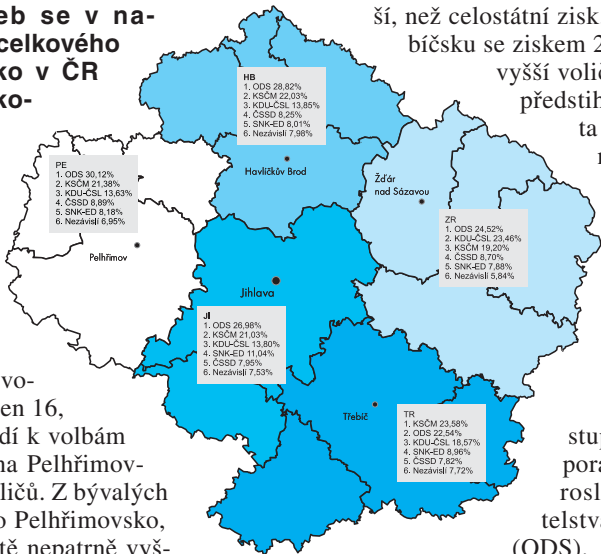 eb se v na-
celkového
ko v ČR
ko-
ší, než celostátní zisk
bíčsku se ziskem 2
vyšší volič
předstih
ta
HB
1. ODS 28,82%
2. KSČM 22,03%
3. KDU-ČSL 13,85%
4. ČSSD 8,25%
5. SNK-ED 8,01%
6. Nezávislí 7,98%
Havlíčkův Brod
PE
1. ODS 30,12%
2. KSČM 21,38%
3. KDU-ČSL 13,63%
4. ČSSD 8,89%
5. SNK-ED 8,18%
6. Nezávislí 6,95%
Pelhřimov
Žďár
nad Sázavou
ZR
1. ODS 24,52%
2. KDU-ČSL 23,46%
3. KSČM 19,20%
4. ČSSD 8,70%
5. SNK-ED 7,88%
6. Nezávislí 5,84%
Jihlava
JI
1. ODS 26,98%
2. KSČM 21,03%
3. KDU-ČSL 13,80%
4. SNK-ED 11,04%
5. ČSSD 7,95%
6. Nezávislí 7,53%
Třebíč
TR
1. KSČM 23,58%
2. ODS 22,54%
3. KDU-ČSL 18,57%
4. SNK-ED 8,96%
5. ČSSD 7,82%
6. Nezávislí 7,72%
vo-
en 16,
dí k volbám
na Pelhřimov-
ličů. Z bývalých
o Pelhřimovsko,
tě nepatrně vyš-
stup
pora
rosl
telstva
(ODS).